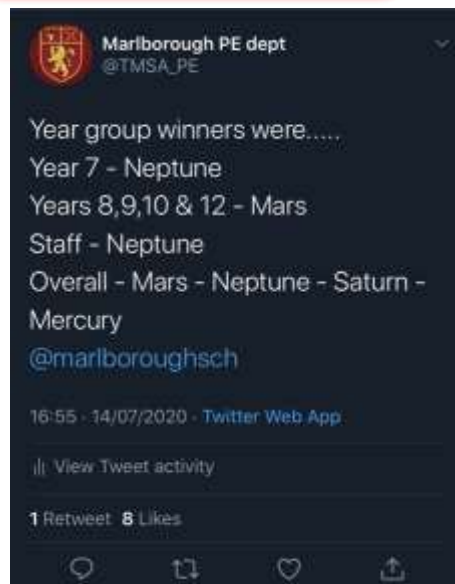 Marlborough PE dept
@TMSA_PE
Year group winners were.....
Year 7 - Neptune
Years 8,9,10 & 12 - Mars
Staff - Neptune
Overall - Mars - Neptune - Saturn -
Mercury
@marlboroughsch
16:55 · 14/07/2020 · Twitter Web App
View Tweet activity
1 Retweet 8 Likes